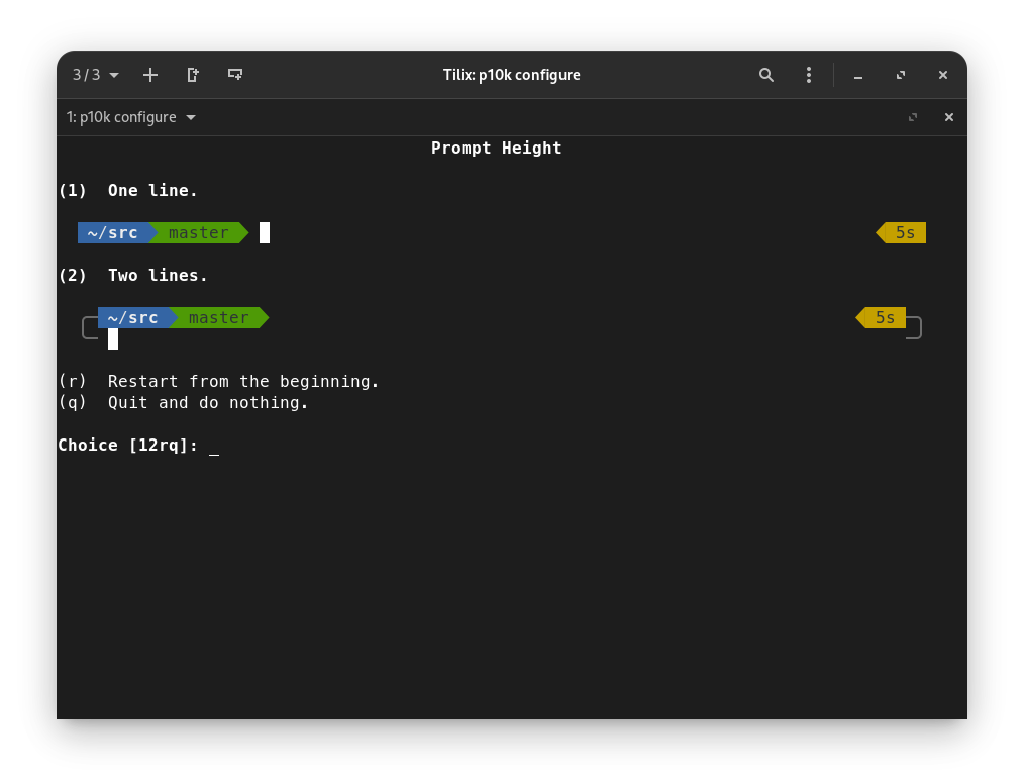 3 / 3
Tilix: p10k configure
1: p10k configure
Prompt Height
(1) One line.
~/src master 5s
(2) Two lines.
~/src master 5s
(r) Restart from the beginning.
(q) Quit and do nothing.
Choice [12rq]: _